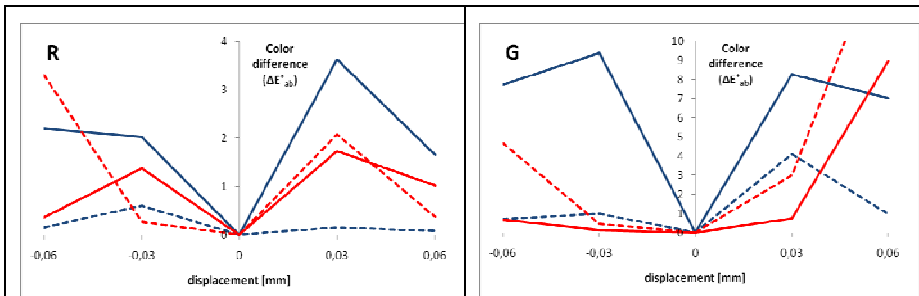 R
Color
difference
(ΔE*ab)
4
3
2
1
0
-0,06 -0,03 0 0,03 0,06
displacement [mm]
G
Color
difference
(ΔE*ab)
10
9
8
7
6
5
4
3
2
1
0
-0,06 -0,03 0 0,03 0,06
displacement [mm]